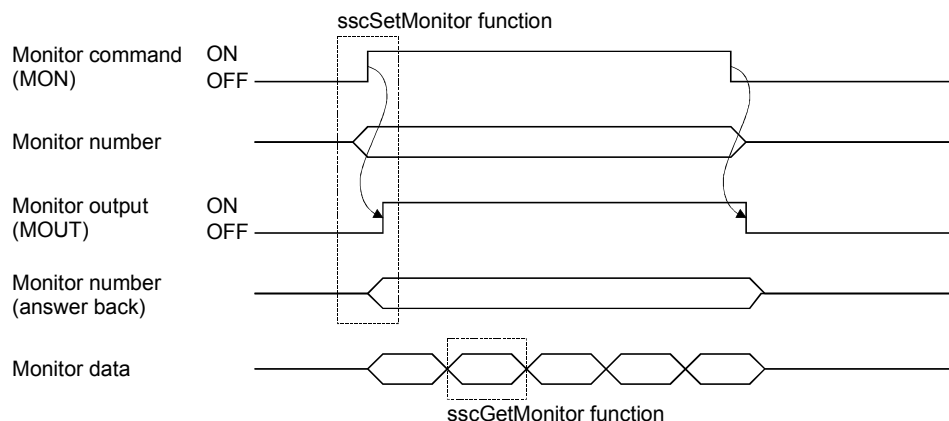 sscSetMonitor function
Monitor command ON
(MON) OFF
Monitor number
Monitor output ON
(MOUT) OFF
Monitor number
(answer back)
Monitor data
sscGetMonitor function